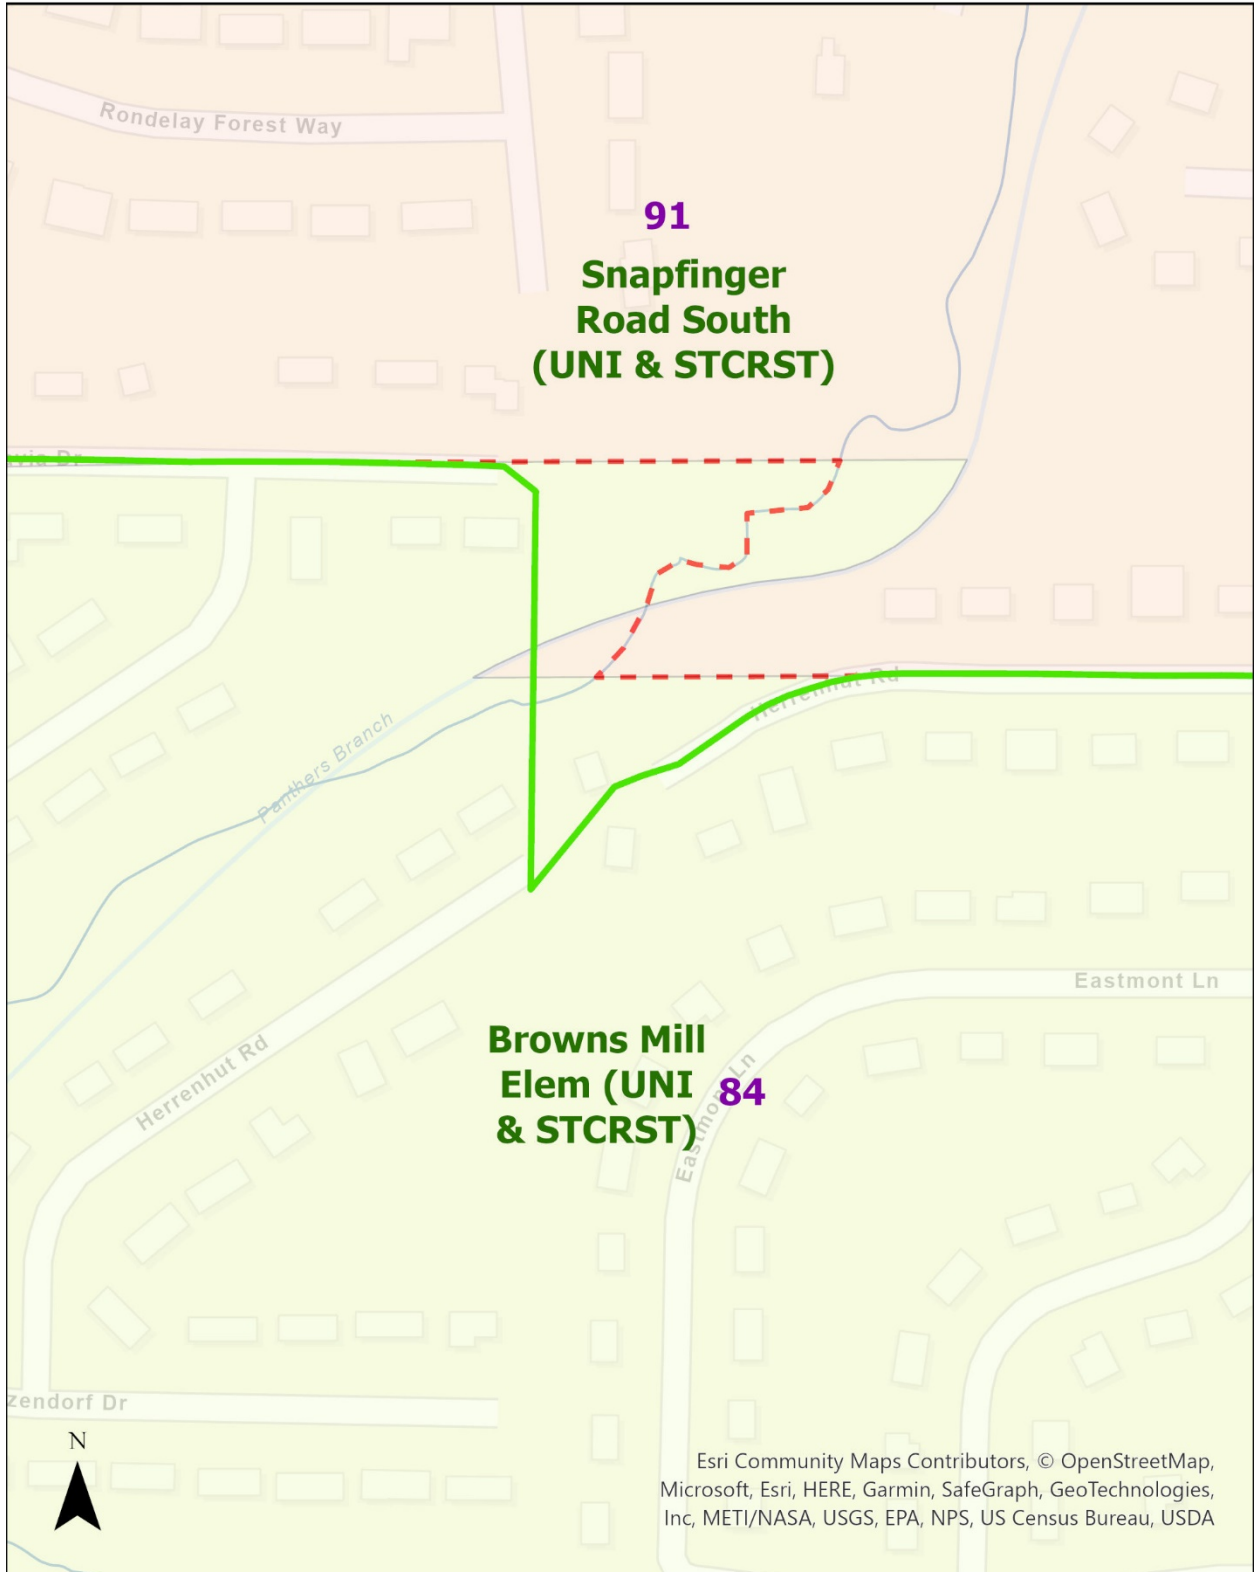 Rondelay Forest Way
91
Snapfinger
Road South
(UNI & STCRST)
Dr
Herrenhut Rd
Panthers Branch
Eastmont Ln
Browns Mill
Elem (UNI
& STCRST)
84
Eastmont Ln
Herrenhut Rd
zendorf Dr
N
Esri Community Maps Contributors, © OpenStreetMap,
Microsoft, Esri, HERE, Garmin, SafeGraph, GeoTechnologies,
Inc, METI/NASA, USGS, EPA, NPS, US Census Bureau, USDA